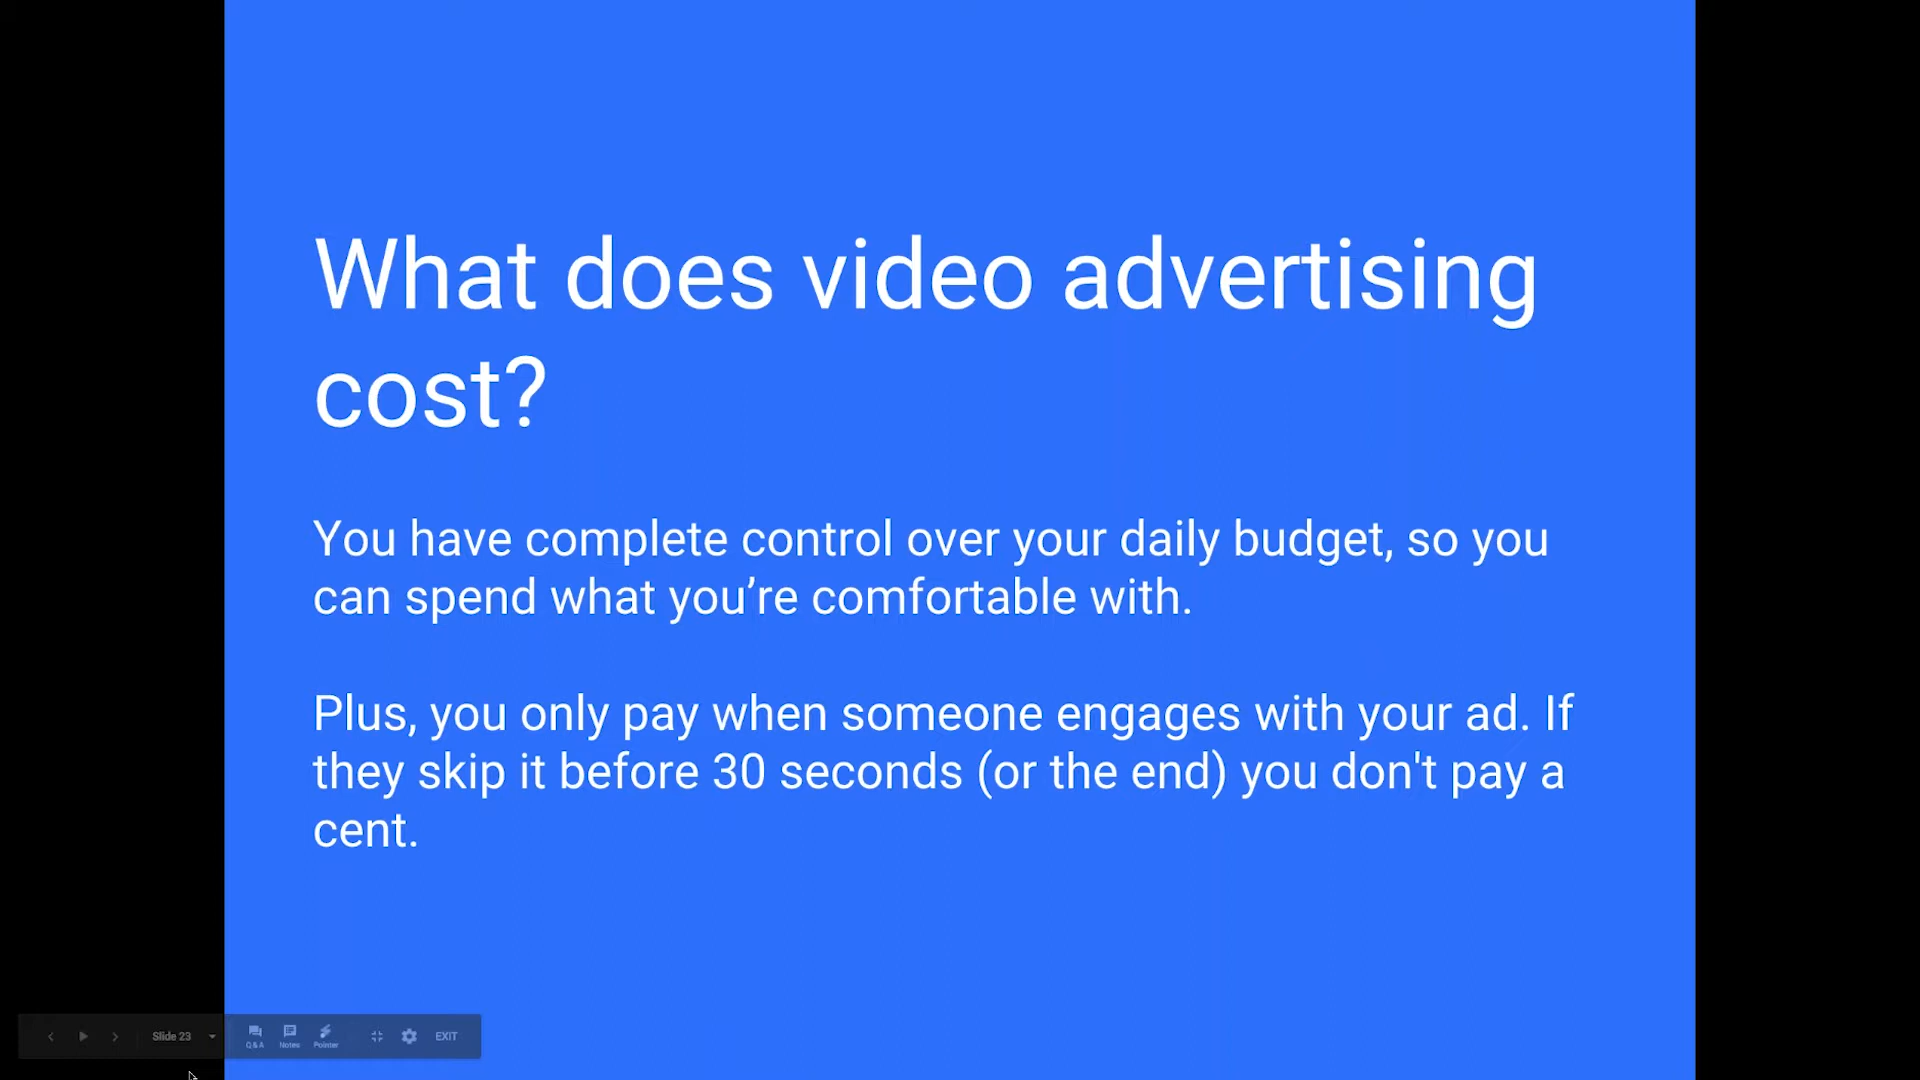 What does video advertising
cost?
You have complete control over your daily budget, so you
can spend what you’re comfortable with.
Plus, you only pay when someone engages with your ad. If
they skip it before 30 seconds (or the end) you don't pay a
cent.
Slide 23
Q&A
Notes
Pointer
EXIT